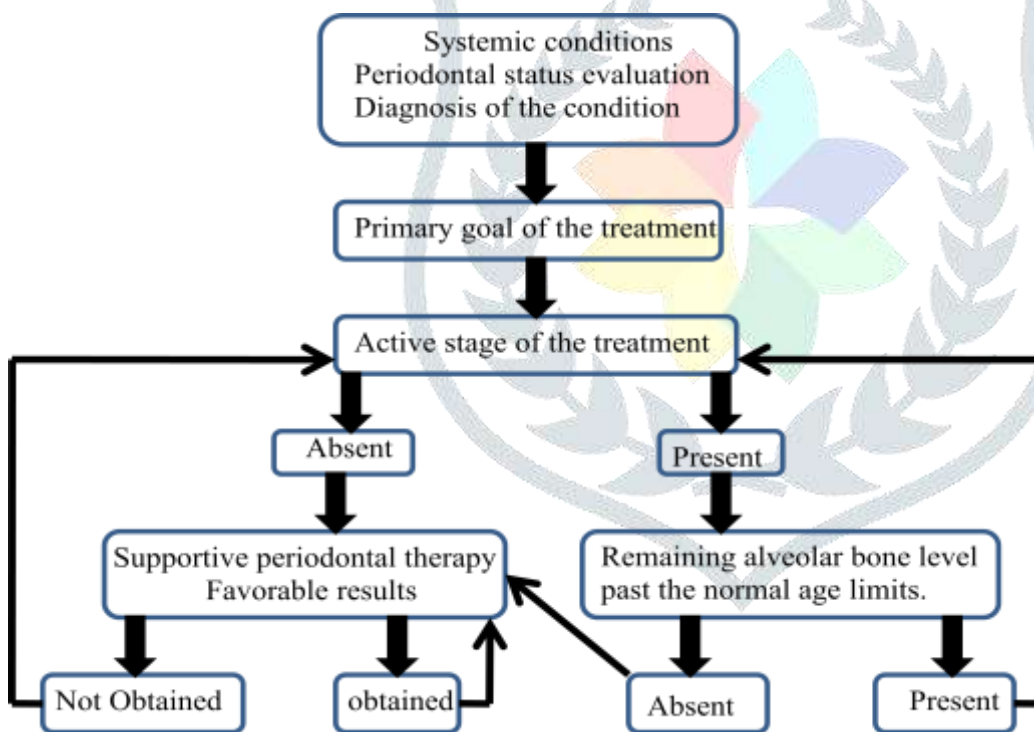 Systemic conditions
Periodontal status evaluation
Diagnosis of the condition
Primary goal of the treatment
Active stage of the treatment
Absent
Present
Supportive periodontal therapy
Favorable results
Remaining alveolar bone level
past the normal age limits.
Not Obtained
obtained
Absent
Present